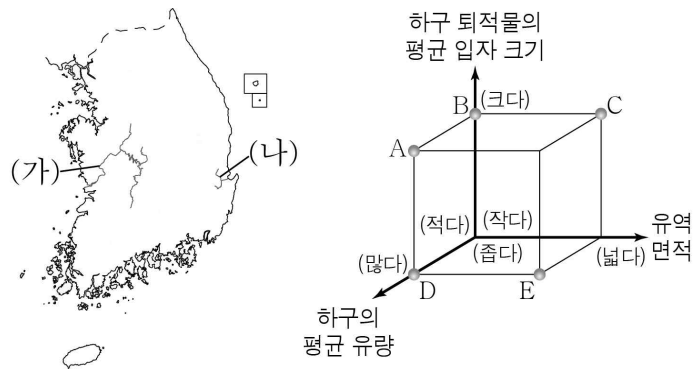 (가)
(나)
하구 퇴적물의
평균 입자 크기
B
(크다)
C
A
(적다)
(작다)
유역
면적
(좁다)
(넓다)
(많다)
D
E
하구의
평균 유량